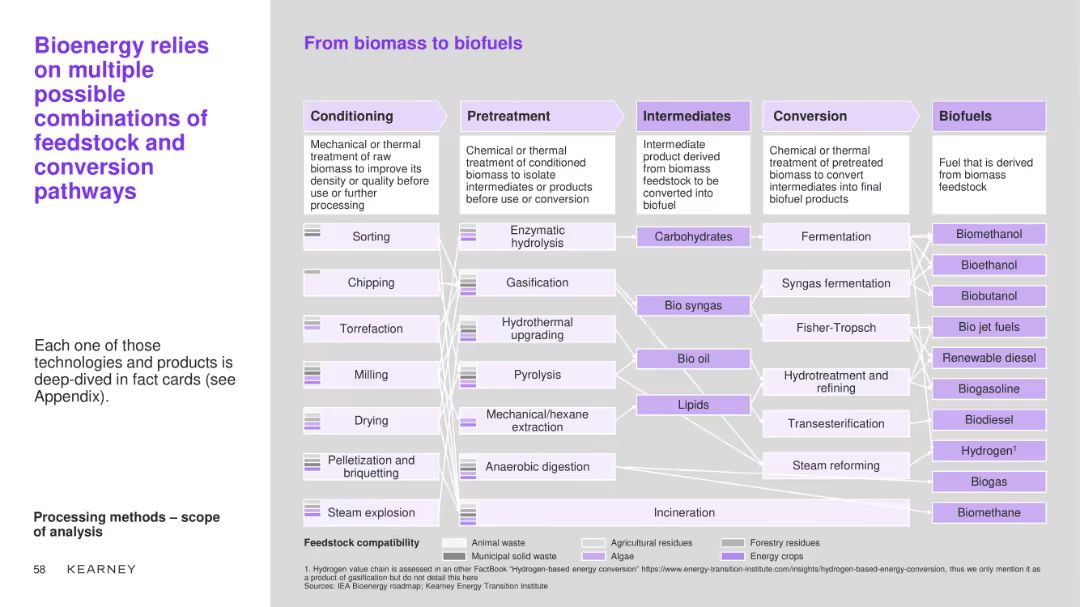 Bioenergy relies
on multiple
possible
combinations of
feedstock and
conversion
pathways
Each one of those
technologies and products is
deep-dived in fact cards (see
Appendix).
Processing methods – scope
of analysis
58 KEARNEY
From biomass to biofuels
Conditioning
Mechanical or thermal
treatment of raw
biomass to improve its
density or quality before
use or further
processing
Sorting
Chipping
Torrefaction
Milling
Drying
Pelletization and
briquetting
Steam explosion
Pretreatment
Chemical or thermal
treatment of conditioned
biomass to isolate
intermediates or products
before use or conversion
Enzymatic
hydrolysis
Gasification
Hydrothermal
upgrading
Pyrolysis
Mechanical/hexane
extraction
Anaerobic digestion
Incineration
Intermediates
Intermediate
product derived
from biomass
feedstock to be
converted into
biofuel
Carbohydrates
Bio syngas
Bio oil
Lipids
Conversion
Chemical or thermal
treatment of pretreated
biomass to convert
intermediates into final
biofuel products
Fermentation
Syngas fermentation
Fisher-Tropsch
Hydrotreatment and
refining
Transesterification
Steam reforming
Biofuels
Fuel that is derived
from biomass
feedstock
Biomethanol
Bioethanol
Biobutanol
Bio jet fuels
Renewable diesel
Biogasoline
Biodiesel
Hydrogen¹
Biogas
Biomethane
Feedstock compatibility
Animal waste
Agricultural residues
Forestry residues
Municipal solid waste
Algae
Energy crops
1. Hydrogen value chain is assessed in an other FactBook “Hydrogen-based energy conversion” https://www.energy-transition-institute.com/insights/hydrogen-based-energy-conversion, thus we only mention it as
a product of gasification but do not detail this here
Sources: IEA Bioenergy roadmap; Kearney Energy Transition Institute